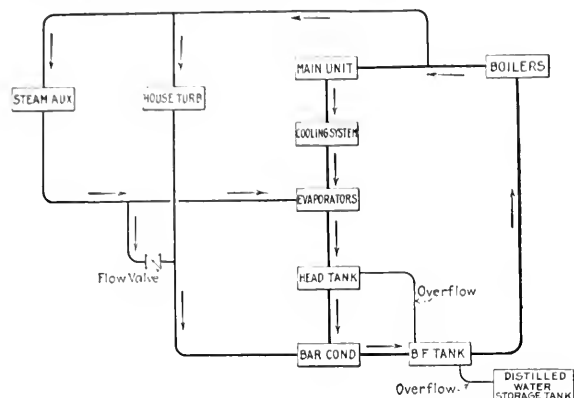 MAIN UNIT
BOILERS
STEAM AUX
HOUSE TURB
COOLING SYSTEM
EVAPORATORS
Flow Valve
HEAD TANK
Overflow
BAR COND
B F TANK
Overflow
DISTILLED
WATER
STORAGE TANK